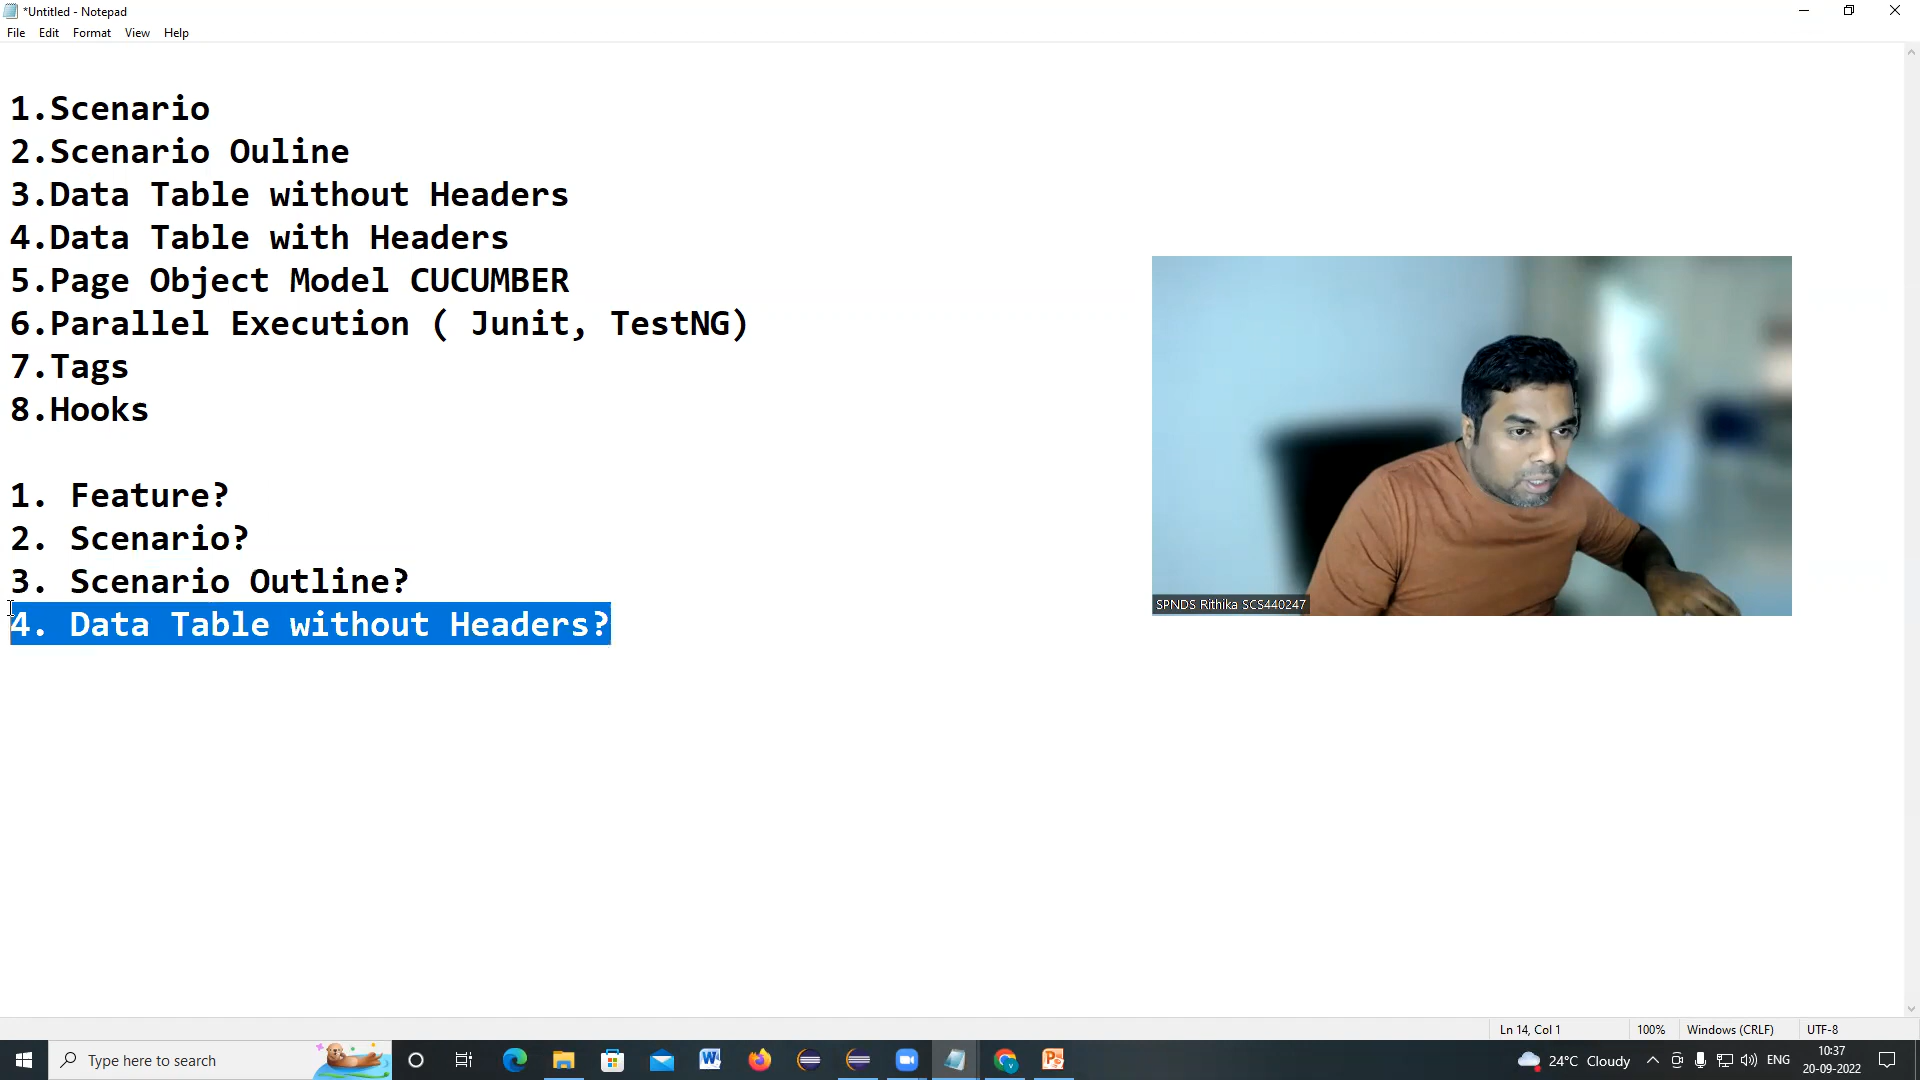 *Untitled - Notepad
File Edit Format View Help
1.Scenario
2.Scenario Ouline
3.Data Table without Headers
4.Data Table with Headers
5.Page Object Model CUCUMBER
6.Parallel Execution ( Junit, TestNG)
7.Tags
8.Hooks
1. Feature?
2. Scenario?
3. Scenario Outline?
4. Data Table without Headers?
SPNDS Rithika SCS440247
Ln 14, Col 1 100% Windows (CRLF) UTF-8
Type here to search
24°C Cloudy
ENG
10:37
20-09-2022